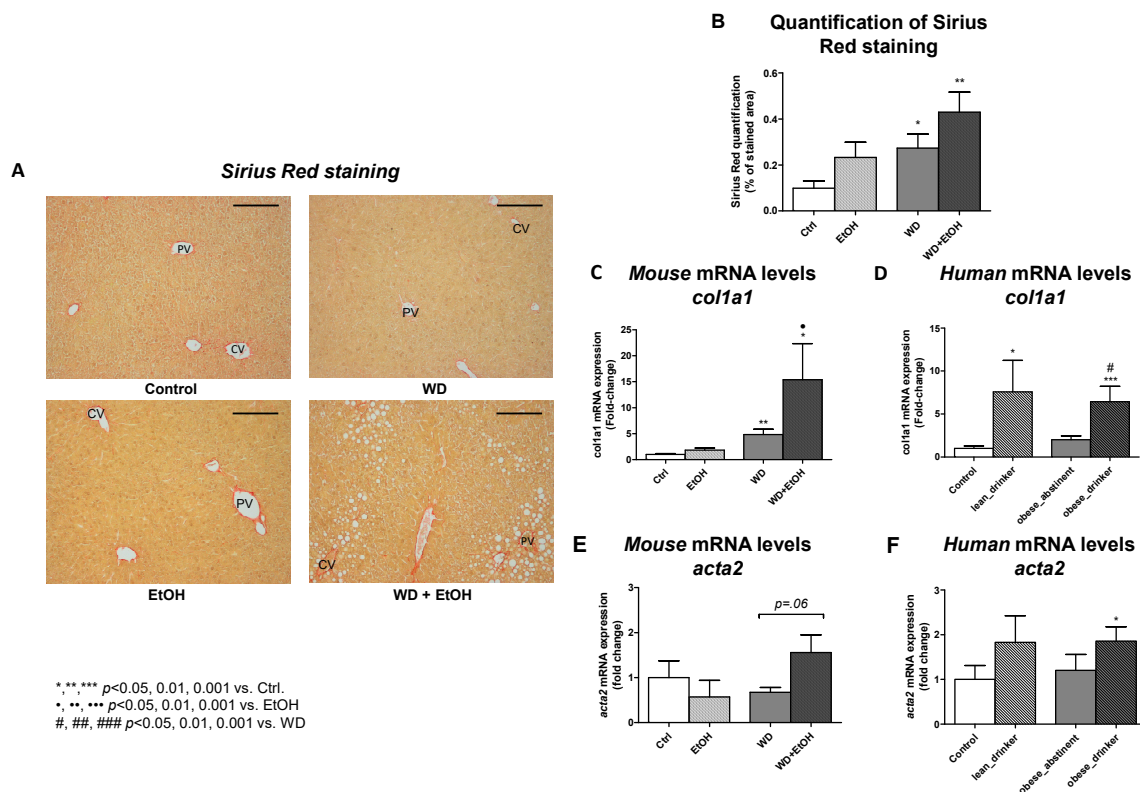 A
Sirius Red staining
PV
CV
Control
CV
PV
WD
CV
PV
EtOH
CV
PV
WD + EtOH
*,**,*** p<0.05, 0.01, 0.001 vs. Ctrl.
•, ••, ••• p<0.05, 0.01, 0.001 vs. EtOH
#, ##, ### p<0.05, 0.01, 0.001 vs. WD
B
Quantification of Sirius
Red staining
Sirius Red quantification
(% of stained area)
0.6
0.4
0.2
0.0
*
**
Ctrl
EtOH
WD
WD+EtOH
C
Mouse mRNA levels
col1a1
col1a1 mRNA expression
(Fold-change)
25
20
15
10
5
0
**
•
*
Ctrl
EtOH
WD
WD+EtOH
D
Human mRNA levels
col1a1
col1a1 mRNA expression
(Fold-change)
15
10
5
0
*
#
***
Control
lean_drinker
obese_abstinent
obese_drinker
E
Mouse mRNA levels
acta2
acta2 mRNA expression
(fold change)
3
2
1
0
p=.06
Ctrl
EtOH
WD
WD+EtOH
F
Human mRNA levels
acta2
acta2 mRNA expression
(fold change)
3
2
1
0
*
Control
lean_drinker
obese_abstinent
obese_drinker